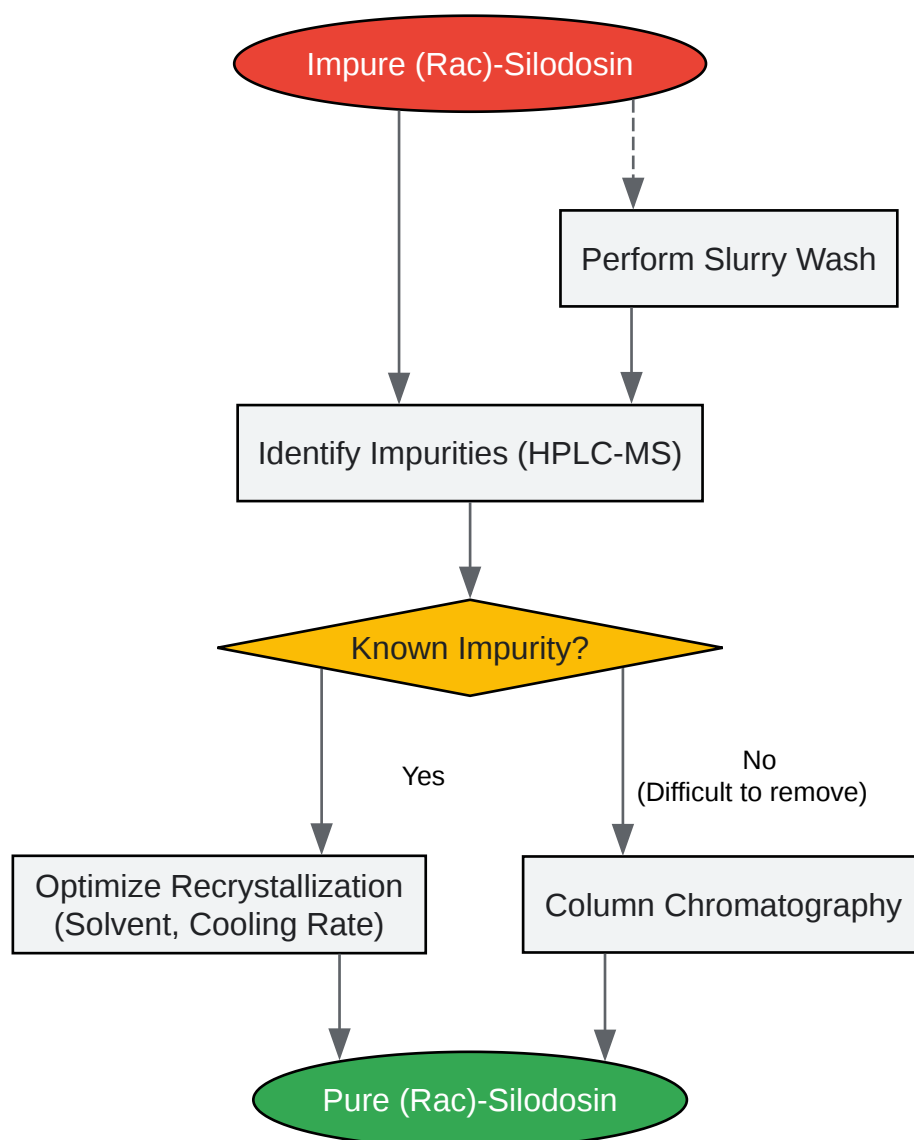 Impure (Rac)-Silodosin
Perform Slurry Wash
Identify Impurities (HPLC-MS)
Known Impurity?
Yes
No
(Difficult to remove)
Optimize Recrystallization
(Solvent, Cooling Rate)
Column Chromatography
Pure (Rac)-Silodosin